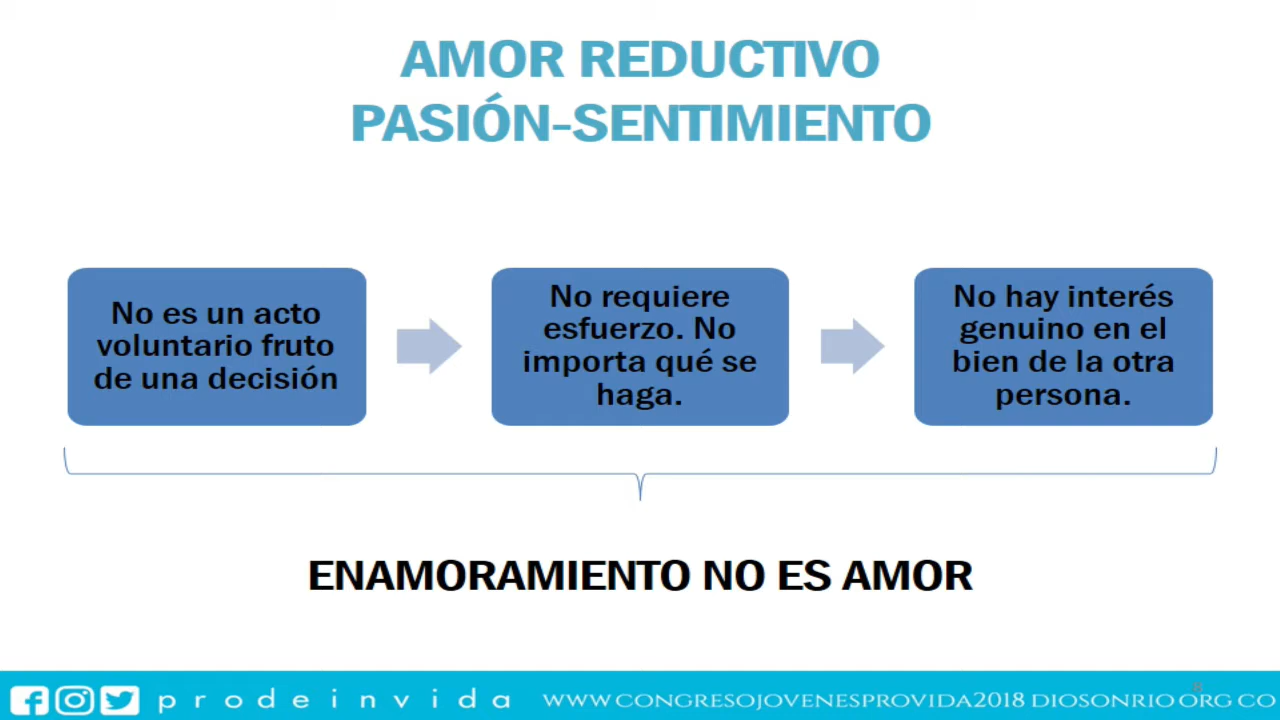 AMOR REDUCTIVO
PASIÓN-SENTIMIENTO
No es un acto
voluntario fruto
de una decisión
No requiere
esfuerzo. No
importa qué se
haga.
No hay interés
genuino en el
bien de la otra
persona.
ENAMORAMIENTO NO ES AMOR
8
prodeinvida
WWW.CONGRESOJOVENESPROVIDA2018 DIOSONRIO ORG CO